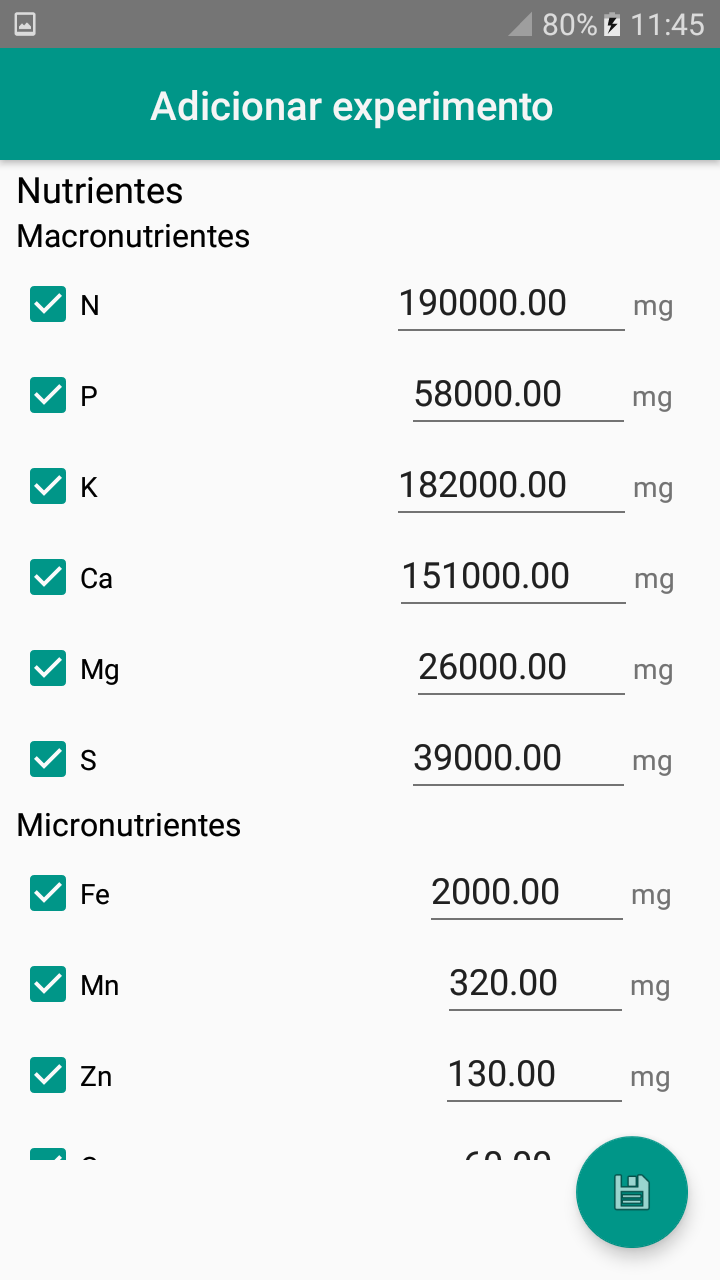 80% 11:45
Adicionar experimento
Nutrientes
Macronutrientes
N 190000.00 mg
P 58000.00 mg
K 182000.00 mg
Ca 151000.00 mg
Mg 26000.00 mg
S 39000.00 mg
Micronutrientes
Fe 2000.00 mg
Mn 320.00 mg
Zn 130.00 mg